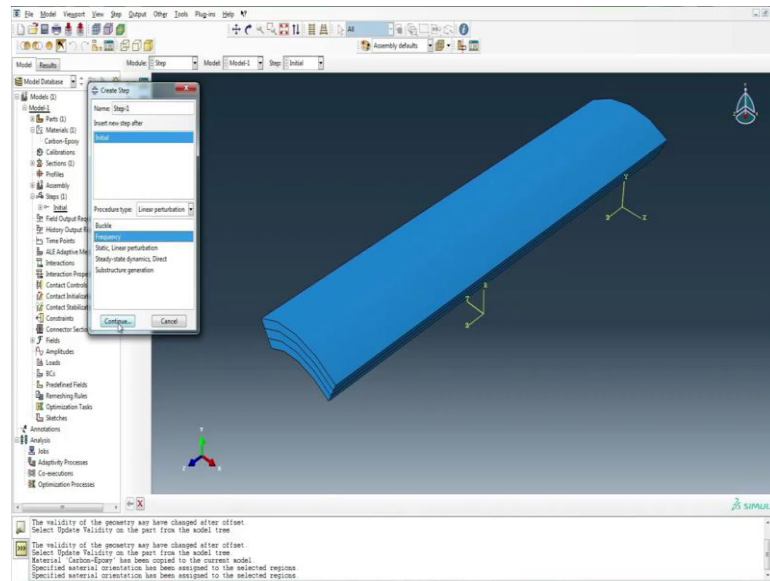 File Model Viewport View Step Output Other Tools Plug-ins Help
All
Assembly defaults
Model Results
Module: Step Model: Model-1 Step: Initial
Model Database
Models (1)
Model-1
Parts (1)
Materials (1)
Carbon-Epoxy
Calibrations
Sections (1)
Profiles
Assembly
Steps (1)
Initial
Field Output Requ
History Output R
Time Points
ALE Adaptive Me
Interactions
Interaction Prope
Contact Controls
Contact Initializat
Contact Stabilizat
Constraints
Connector Sectio
Fields
Amplitudes
Loads
BCs
Predefined Fields
Remeshing Rules
Optimization Tasks
Sketches
Annotations
Analysis
Jobs
Adaptivity Processes
Co-executions
Optimization Processes
Create Step
Name: Step-1
Insert new step after
Initial
Procedure type: Linear perturbation
Buckle
Frequency
Static, Linear perturbation
Steady-state dynamics, Direct
Substructure generation
Continue... Cancel
Y
Z
Y
Z X
SIMUL
The validity of the geometry may have changed after offset.
Select Update Validity on the part from the model tree
The validity of the geometry may have changed after offset.
Select Update Validity on the part from the model tree
Material 'Carbon-Epoxy' has been copied to the current model.
Specified material orientation has been assigned to the selected regions.
Specified material orientation has been assigned to the selected regions.